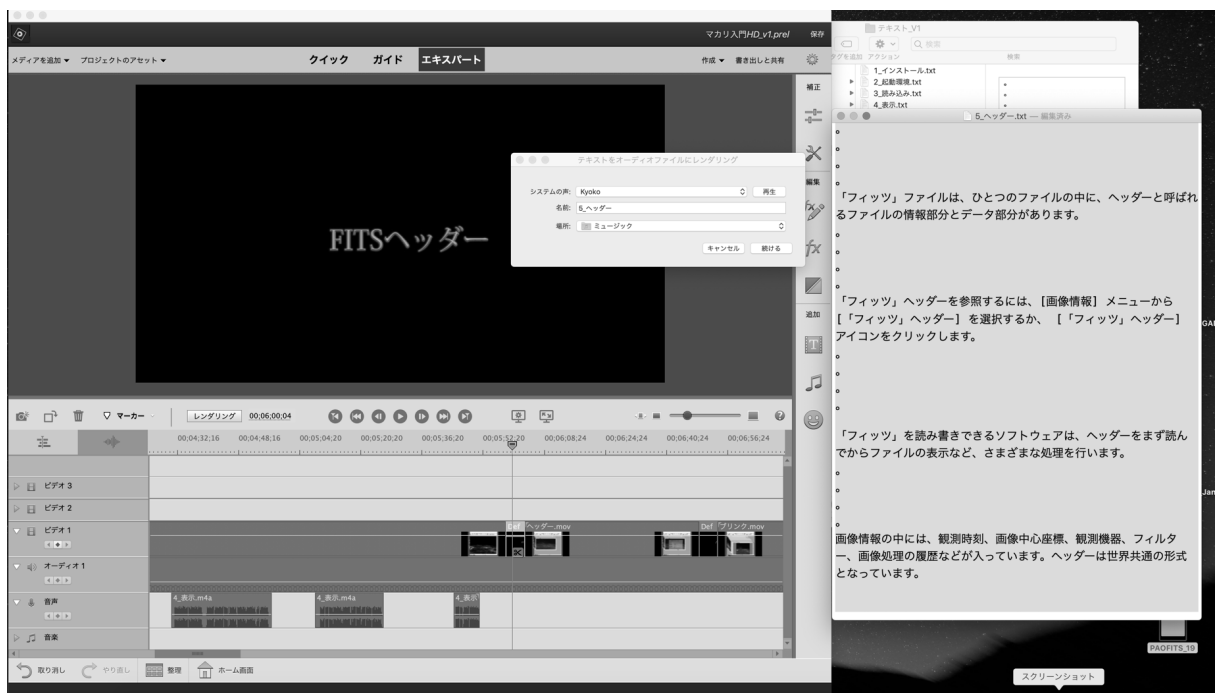 マカリ入門HD_v1.prel 保存
メディアを追加 プロジェクトのアセット クイック ガイド エキスパート 作成 書き出しと共有
補正
編集
追加
FITSヘッダー
テキストをオーディオファイルにレンダリング
システムの声: Kyoko 再生
名前: 5_ヘッダー
場所: ミュージック
キャンセル 続ける
マーカー レンダリング 00;06;00;04
00;04;32;16 00;04;48;16 00;05;04;20 00;05;20;20 00;05;36;20 00;05;52;20 00;06;08;24 00;06;24;24 00;06;40;24 00;06;56;24
ビデオ 3
ビデオ 2
ビデオ 1
Def ヘッダー.mov Def ブリンク.mov
オーディオ 1
音声
4_表示.m4a 4_表示.m4a 4_表示
音楽
取り消し やり直し 整理 ホーム画面
テキスト_V1
検索
グを追加 アクション 検索
1_インストール.txt
2_起動環境.txt
3_読み込み.txt
4_表示.txt
5_ヘッダー.txt — 編集済み
。
。
。
。
「フィッツ」ファイルは、ひとつのファイルの中に、ヘッダーと呼ばれ
るファイルの情報部分とデータ部分があります。
。
。
。
。
「フィッツ」ヘッダーを参照するには、[画像情報] メニューから
[「フィッツ」ヘッダー] を選択するか、 [「フィッツ」ヘッダー]
アイコンをクリックします。
。
。
。
。
「フィッツ」を読み書きできるソフトウェアは、ヘッダーをまず読ん
でからファイルの表示など、さまざまな処理を行います。
。
。
。
。
画像情報の中には、観測時刻、画像中心座標、観測機器、フィルタ
ー、画像処理の履歴などが入っています。ヘッダーは世界共通の形式
となっています。
GAI
Jan
PAOFITS_19
スクリーンショット